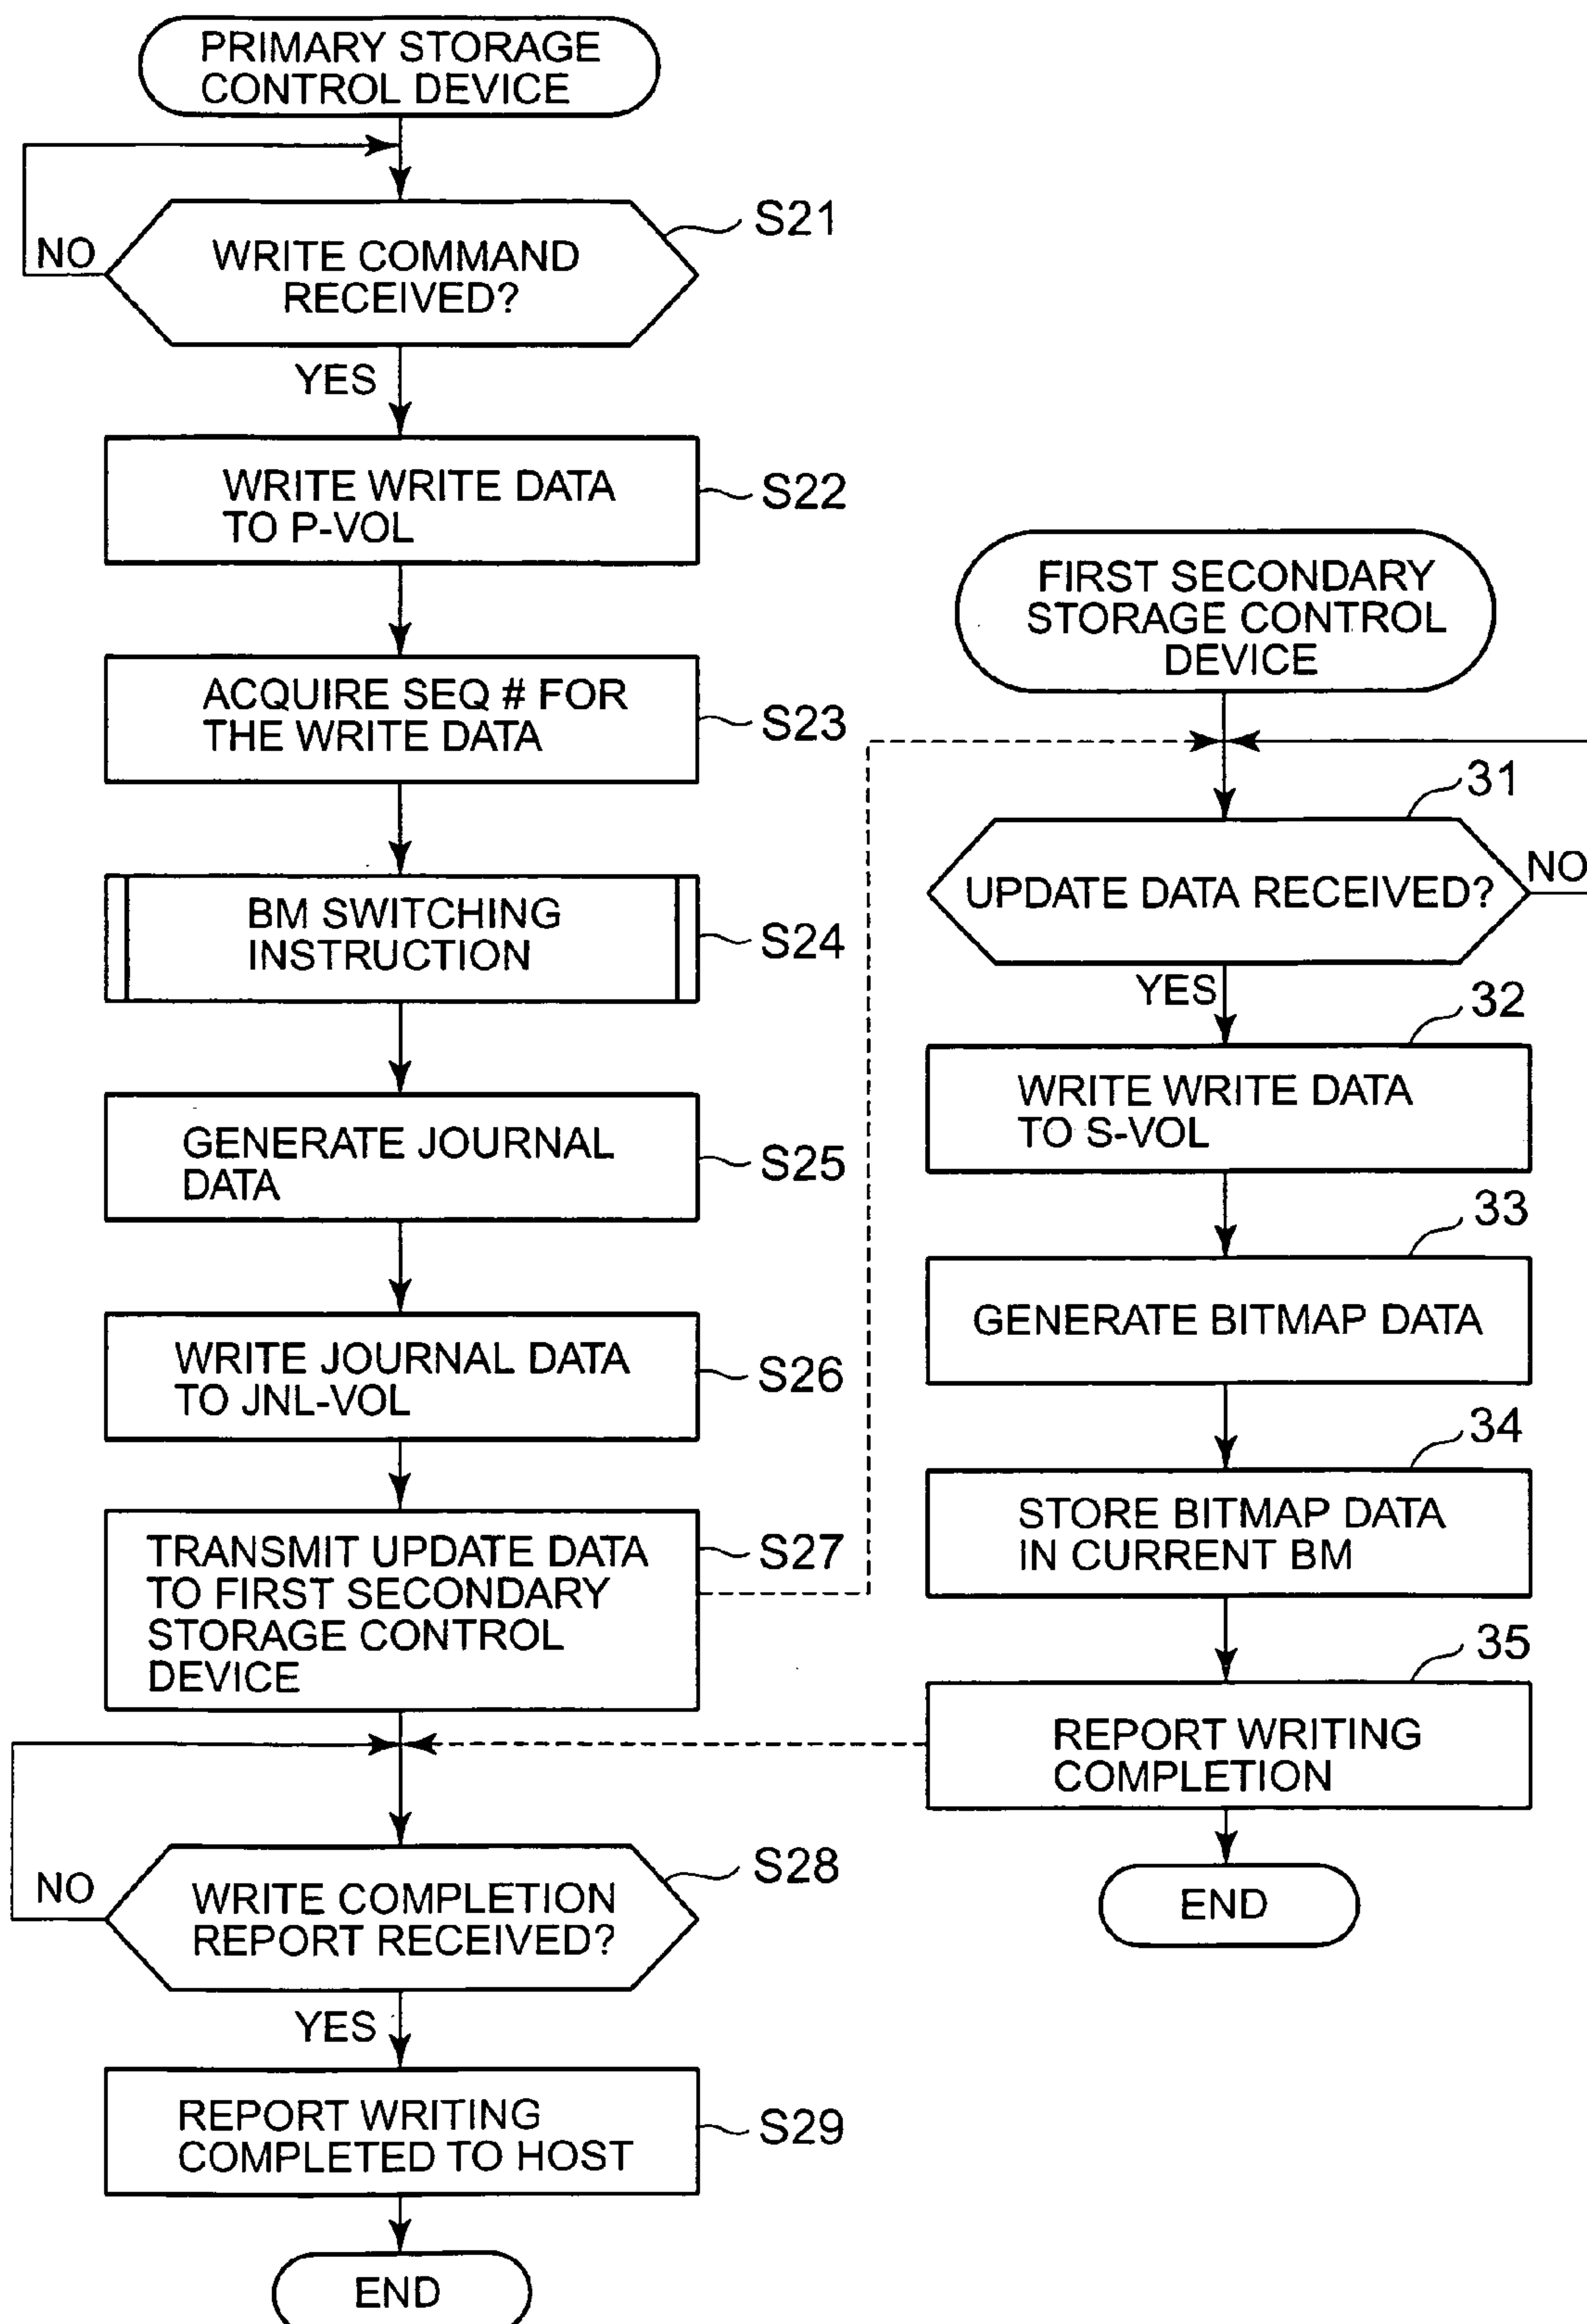 PRIMARY STORAGE
CONTROL DEVICE
NO
WRITE COMMAND
RECEIVED?
S21
YES
WRITE WRITE DATA
TO P-VOL
S22
ACQUIRE SEQ # FOR
THE WRITE DATA
S23
BM SWITCHING
INSTRUCTION
S24
GENERATE JOURNAL
DATA
S25
WRITE JOURNAL DATA
TO JNL-VOL
S26
TRANSMIT UPDATE DATA
TO FIRST SECONDARY
STORAGE CONTROL
DEVICE
S27
NO
WRITE COMPLETION
REPORT RECEIVED?
S28
YES
REPORT WRITING
COMPLETED TO HOST
S29
END
FIRST SECONDARY
STORAGE CONTROL
DEVICE
31
UPDATE DATA RECEIVED?
NO
YES
32
WRITE WRITE DATA
TO S-VOL
33
GENERATE BITMAP DATA
34
STORE BITMAP DATA
IN CURRENT BM
35
REPORT WRITING
COMPLETION
END